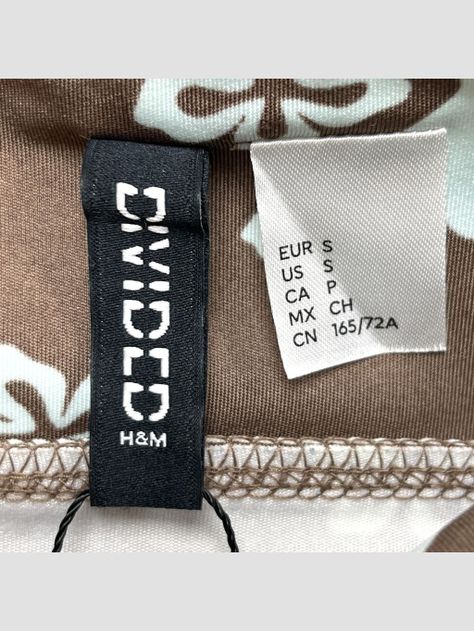 DIVIDED
H&M
EUR S
US S
CA P
MX CH
CN 165/72A